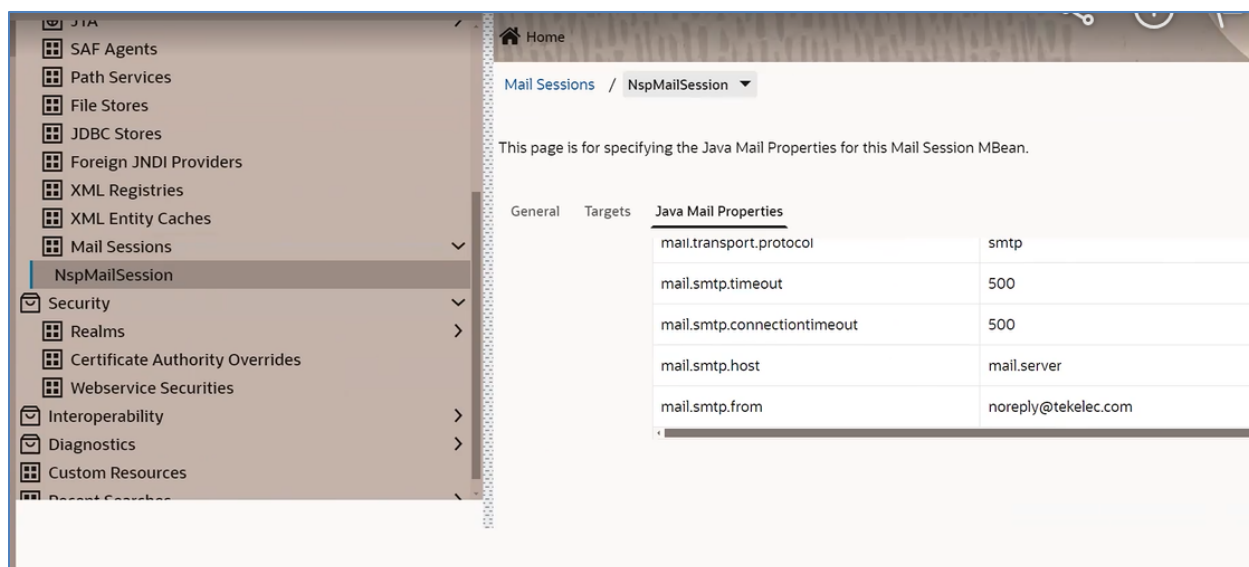 JTA
SAF Agents
Path Services
File Stores
JDBC Stores
Foreign JNDI Providers
XML Registries
XML Entity Caches
Mail Sessions
NspMailSession
Security
Realms
Certificate Authority Overrides
Webservice Securities
Interoperability
Diagnostics
Custom Resources
Recent Searches
Home
Mail Sessions / NspMailSession
This page is for specifying the Java Mail Properties for this Mail Session MBean.
General Targets Java Mail Properties
mail.transport.protocol smtp
mail.smtp.timeout 500
mail.smtp.connectiontimeout 500
mail.smtp.host mail.server
mail.smtp.from noreply@tekelec.com